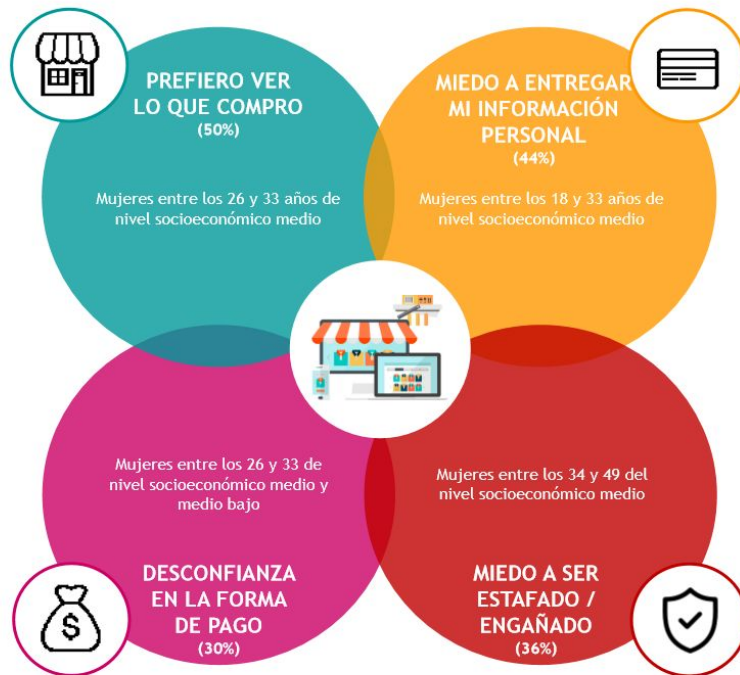 PREFIERO VER
LO QUE COMPRO
(50%)
Mujeres entre los 26 y 33 años de
nivel socioeconómico medio
MIEDO A ENTREGAR
MI INFORMACIÓN
PERSONAL
(44%)
Mujeres entre los 18 y 33 años de
nivel socioeconómico medio
Mujeres entre los 26 y 33 de
nivel socioeconómico medio y
medio bajo
DESCONFIANZA
EN LA FORMA
DE PAGO
(30%)
$
Mujeres entre los 34 y 49 del
nivel socioeconómico medio
MIEDO A SER
ESTAFADO /
ENGAÑADO
(36%)